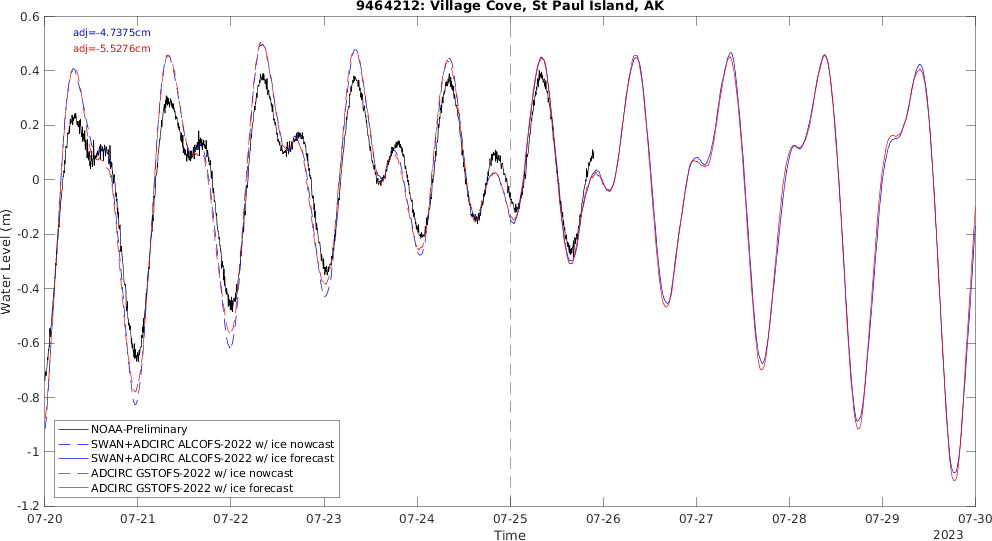 9464212: Village Cove, St Paul Island, AK
adj=-4.7375cm
adj=-5.5276cm
0.6
0.4
0.2
0
-0.2
-0.4
-0.6
-0.8
-1
-1.2
Water Level (m)
NOAA-Preliminary
SWAN+ADCIRC ALCOFS-2022 w/ ice nowcast
SWAN+ADCIRC ALCOFS-2022 w/ ice forecast
ADCIRC GSTOFS-2022 w/ ice nowcast
ADCIRC GSTOFS-2022 w/ ice forecast
07-20 07-21 07-22 07-23 07-24 07-25 07-26 07-27 07-28 07-29 07-30
Time
2023